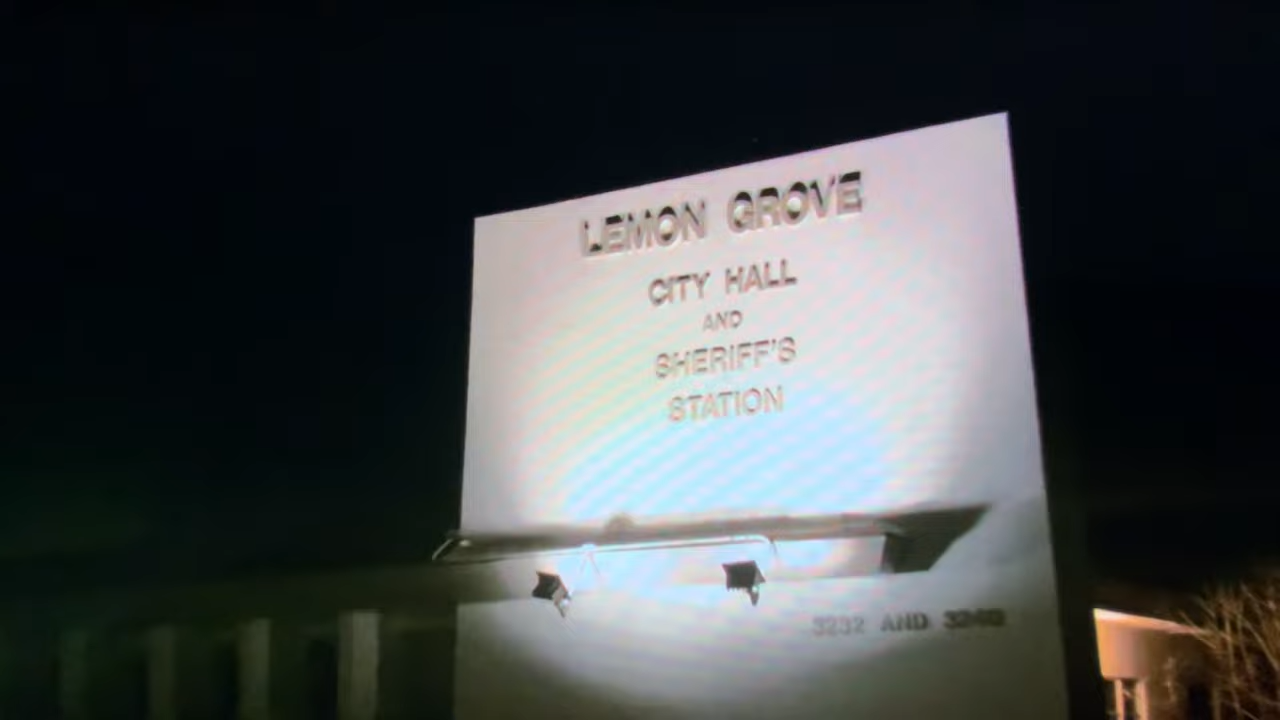 LEMON GROVE
CITY HALL
AND
SHERIFF'S
STATION
3232 AND